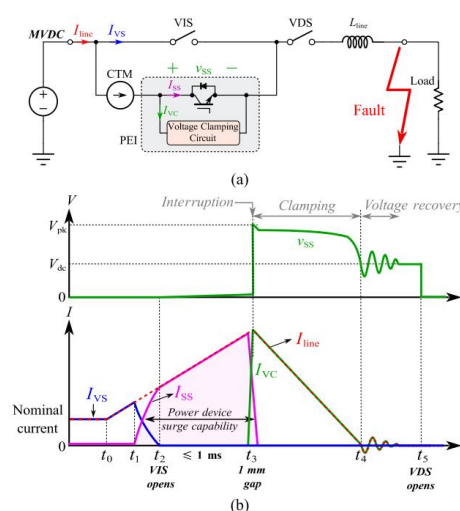 MVDC
I_line
I_VS
VIS
VDS
L_line
CTM
+ v_SS −
I_SS
I_VC
Voltage Clamping
Circuit
PEI
Fault
Load
(a)
Interruption
Clamping
Voltage recovery
V
V_pk
v_SS
V_dc
0
I
I_line
I_VS
I_SS
I_VC
Nominal
current
Power device
surge capability
0
t_0 t_1 t_2 ≤ 1 ms t_3 t_4 t_5
VIS
opens
1 mm
gap
VDS
opens
(b)